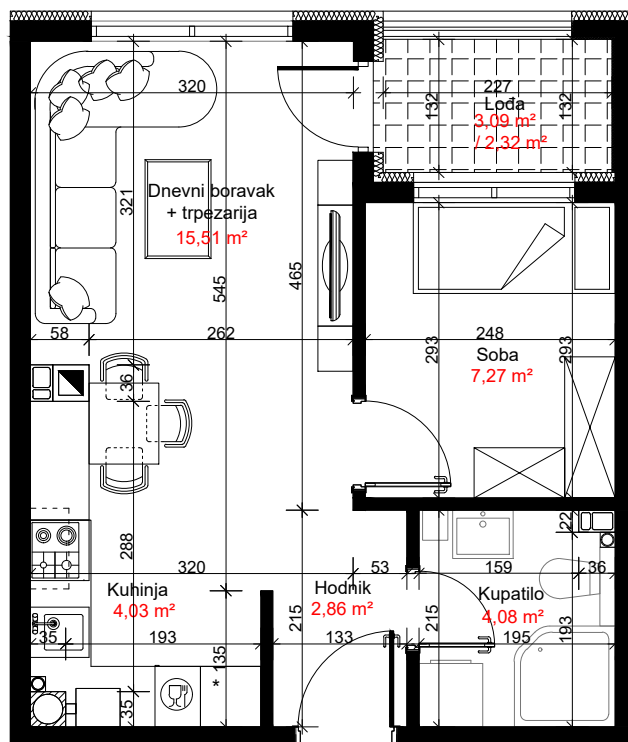 320
227
132
132
Lođa
3,09 m²
/ 2,32 m²
321
Dnevni boravak
+ trpezarija
15,51 m²
545
465
58
262
248
293
293
Soba
7,27 m²
36
288
22
320
53
159
36
Kuhinja
4,03 m²
Hodnik
2,86 m²
Kupatilo
4,08 m²
35
193
133
195
215
215
193
135
35
*